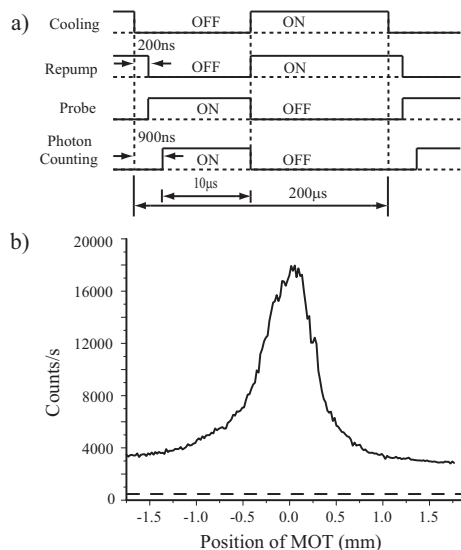 a)
Cooling OFF ON
200ns
Repump OFF ON
Probe ON OFF
Photon
Counting
900ns
ON OFF
10μs
200μs
b)
20000
16000
12000
8000
4000
0
Counts/s
-1.5 -1.0 -0.5 0.0 0.5 1.0 1.5
Position of MOT (mm)